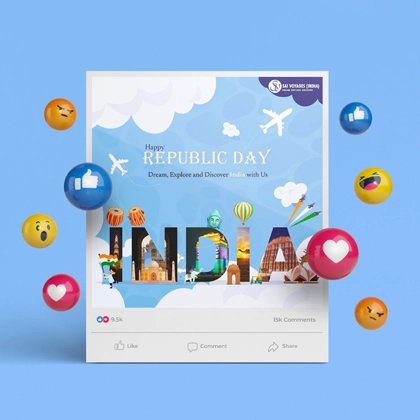 SAI VOYAGES (INDIA)
Happy
REPUBLIC DAY
Dream, Explore and Discover India with Us
INDIA
9.5k
15k Comments
Like
Comment
Share